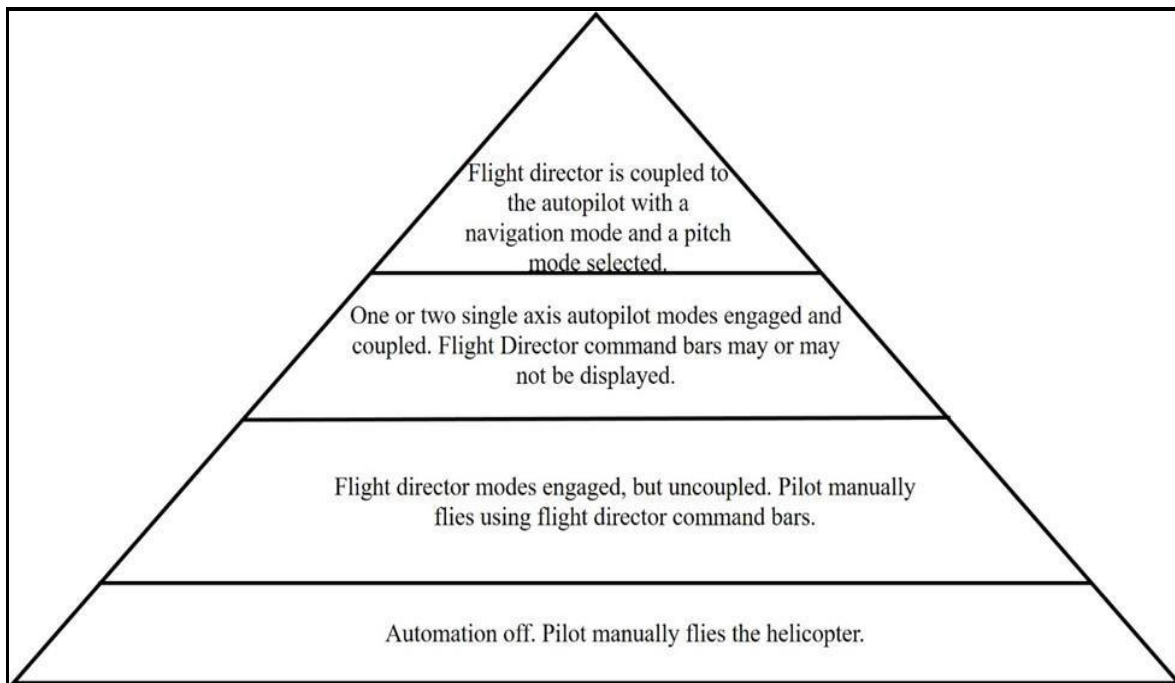 Flight director is coupled to
the autopilot with a
navigation mode and a pitch
mode selected.
One or two single axis autopilot modes engaged and
coupled. Flight Director command bars may or may
not be displayed.
Flight director modes engaged, but uncoupled. Pilot manually
flies using flight director command bars.
Automation off. Pilot manually flies the helicopter.